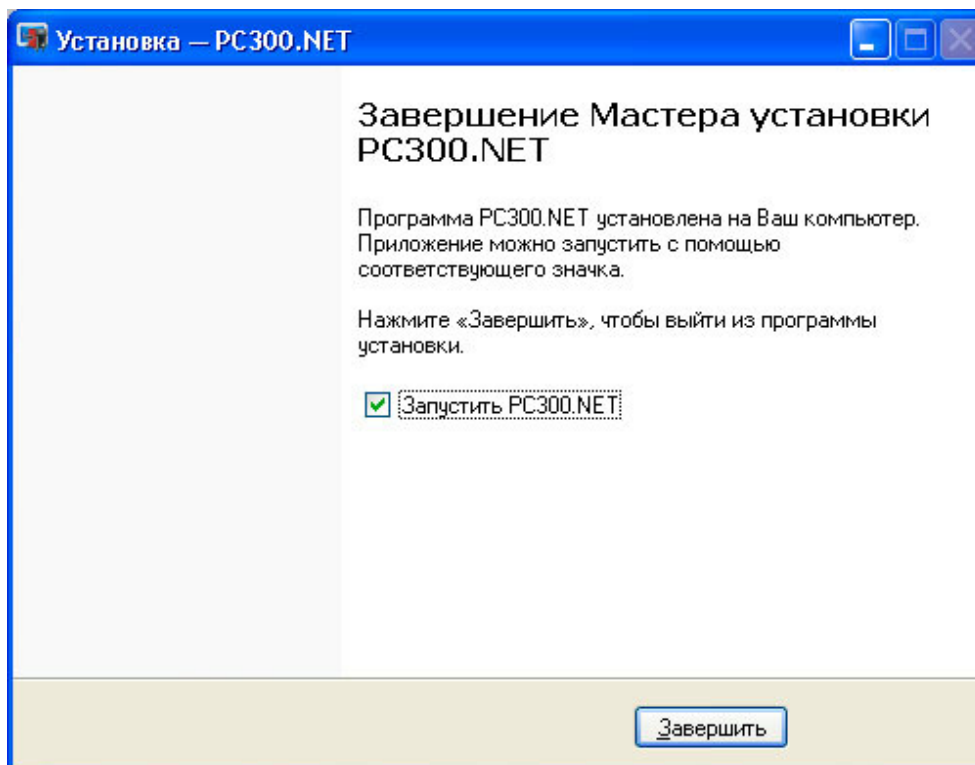 Установка — PC300.NET
Завершение Мастера установки
PC300.NET
Программа PC300.NET установлена на Ваш компьютер.
Приложение можно запустить с помощью
соответствующего значка.
Нажмите «Завершить», чтобы выйти из программы
установки.
Запустить PC300.NET
Завершить